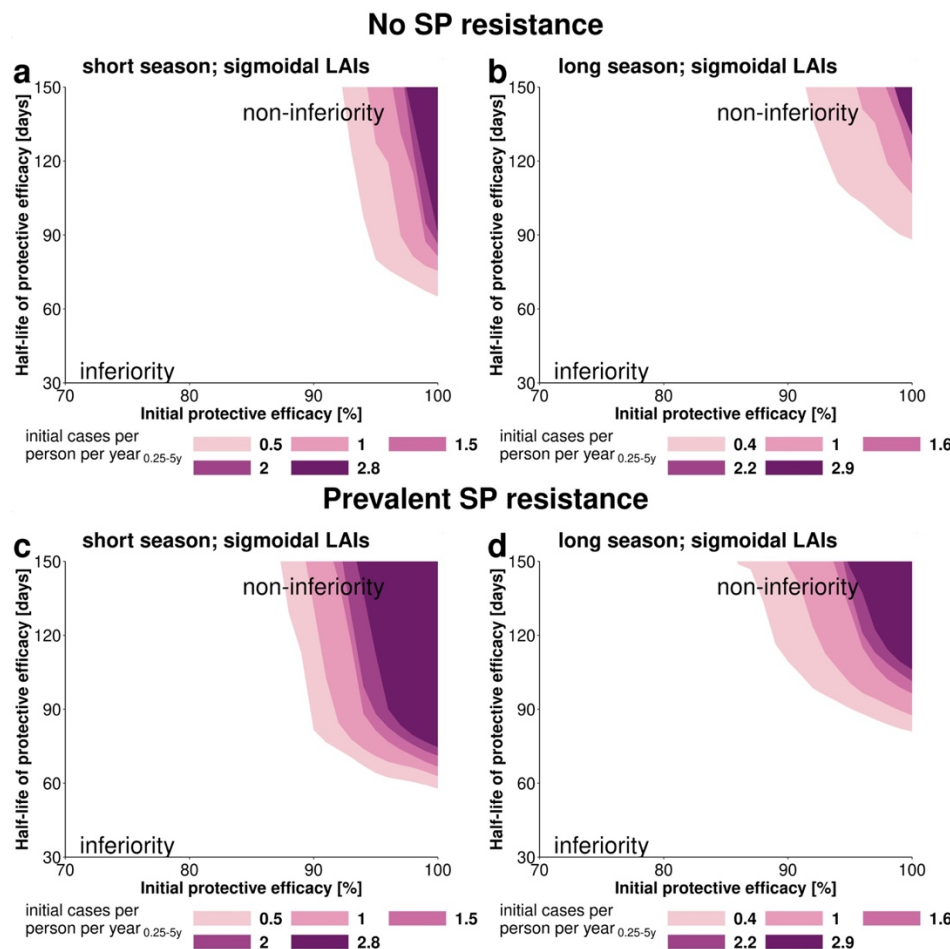 No SP resistance
a
short season; sigmoidal LAIs
150
120
90
60
30
Half-life of protective efficacy [days]
non-inferiority
inferiority
70 80 90 100
Initial protective efficacy [%]
initial cases per
person per year 0.25-5y
0.5 1 1.5
2 2.8
b
long season; sigmoidal LAIs
150
120
90
60
30
Half-life of protective efficacy [days]
non-inferiority
inferiority
70 80 90 100
Initial protective efficacy [%]
initial cases per
person per year 0.25-5y
0.4 1 1.6
2.2 2.9
Prevalent SP resistance
c
short season; sigmoidal LAIs
150
120
90
60
30
Half-life of protective efficacy [days]
non-inferiority
inferiority
70 80 90 100
Initial protective efficacy [%]
initial cases per
person per year 0.25-5y
0.5 1 1.5
2 2.8
d
long season; sigmoidal LAIs
150
120
90
60
30
Half-life of protective efficacy [days]
non-inferiority
inferiority
70 80 90 100
Initial protective efficacy [%]
initial cases per
person per year 0.25-5y
0.4 1 1.6
2.2 2.9